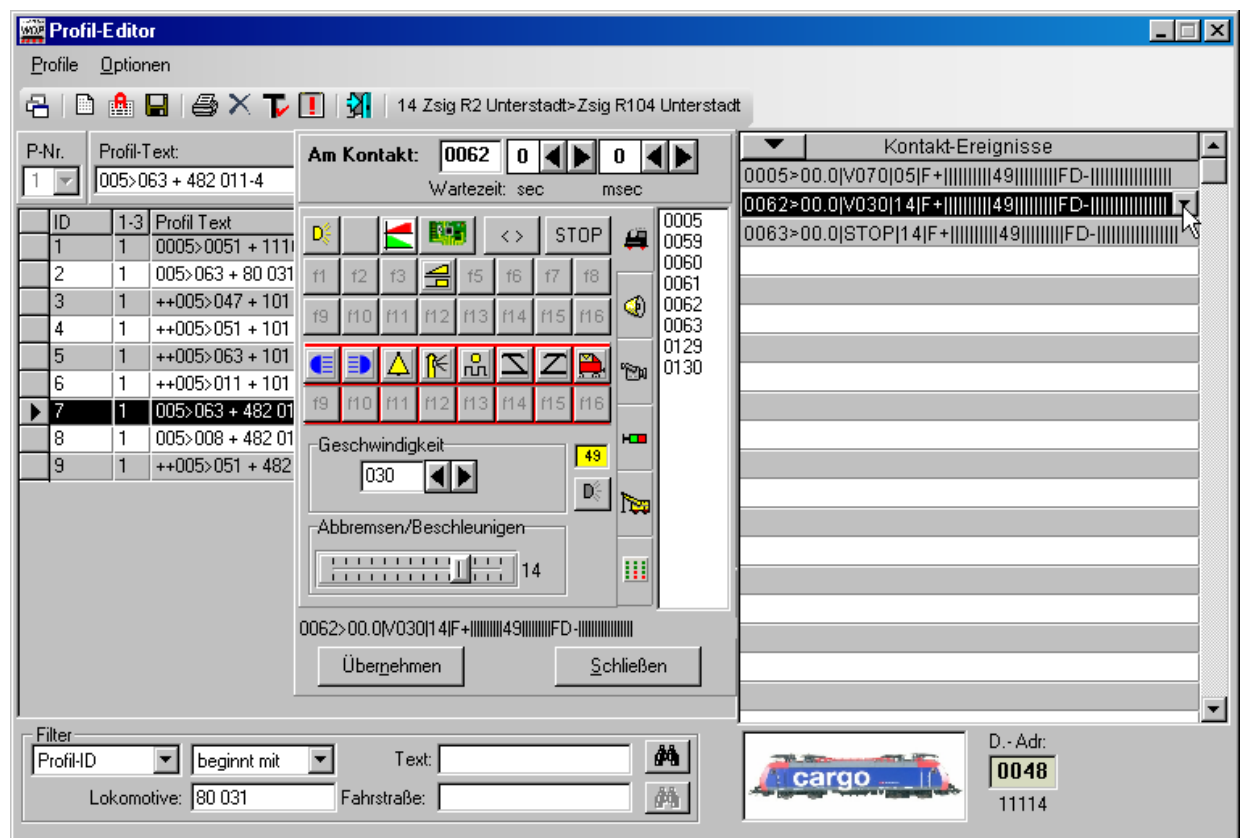 Profil-Editor
Profile Optionen
14 Zsig R2 Unterstadt>Zsig R104 Unterstadt
P-Nr. Profil-Text:
1 005>063 + 482 011-4
ID 1-3 Profil Text
1 1 0005>0051 + 111
2 1 005>063 + 80 031
3 1 ++005>047 + 101
4 1 ++005>051 + 101
5 1 ++005>063 + 101
6 1 ++005>011 + 101
7 1 005>063 + 482 01
8 1 005>008 + 482 01
9 1 ++005>051 + 482
Am Kontakt: 0062 0 0
Wartezeit: sec msec
< > STOP
f1 f2 f3 f5 f6 f7 f8
f9 f10 f11 f12 f13 f14 f15 f16
f9 f10 f11 f12 f13 f14 f15 f16
0005
0059
0060
0061
0062
0063
0129
0130
Geschwindigkeit
030
49
Abbremsen/Beschleunigen
14
0062>00.0|V030|14|F+||||||||||49|||||||||FD-||||||||||||||||
Übernehmen Schließen
Kontakt-Ereignisse
0005>00.0|V070|05|F+||||||||||49|||||||||FD-||||||||||||||||
0062>00.0|V030|14|F+||||||||||49|||||||||FD-||||||||||||||||
0063>00.0|STOP|14|F+||||||||||49|||||||||FD-||||||||||||||||
Filter
Profil-ID beginnt mit Text:
Lokomotive: 80 031 Fahrstraße:
cargo
D.- Adr:
0048
11114